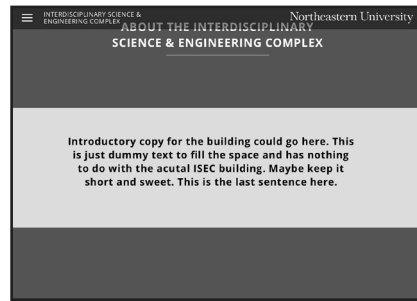 INTERDISCIPLINARY SCIENCE &
ENGINEERING COMPLEX
Northeastern University
ABOUT THE INTERDISCIPLINARY
SCIENCE & ENGINEERING COMPLEX
Introductory copy for the building could go here. This
is just dummy text to fill the space and has nothing
to do with the acutal ISEC building. Maybe keep it
short and sweet. This is the last sentence here.